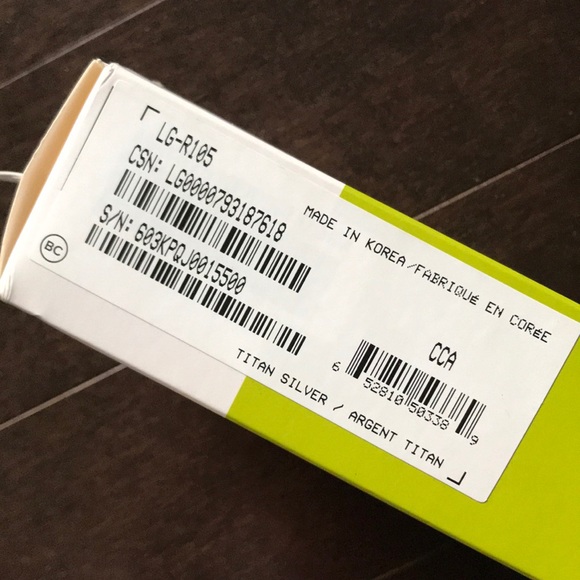 LG-R105
CSN: LG0000793187618
S/N: 603KPQJ0015500
BC
MADE IN KOREA/FABRIQUé EN CORéE
CCA
6 52810 50338 9
TITAN SILVER / ARGENT TITAN